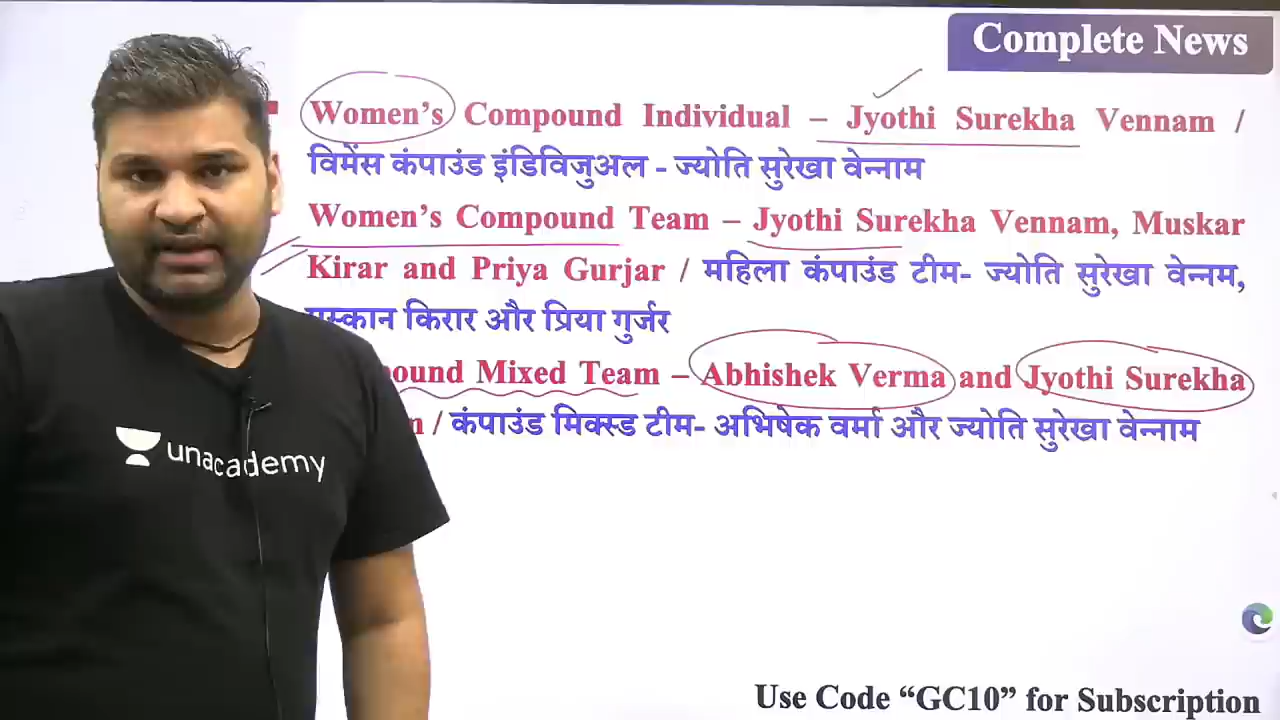 Complete News
Women's Compound Individual – Jyothi Surekha Vennam /
विमेंस कंपाउंड इंडिविजुअल - ज्योति सुरेखा वेन्नाम
Women's Compound Team – Jyothi Surekha Vennam, Muskar
Kirar and Priya Gurjar / महिला कंपाउंड टीम- ज्योति सुरेखा वेन्नम,
किरार और प्रिया गुर्जर
Mixed Team – Abhishek Verma and Jyothi Surekha
/ कंपाउंड मिक्स्ड टीम- अभिषेक वर्मा और ज्योति सुरेखा वेन्नाम
unacademy
Use Code “GC10” for Subscription